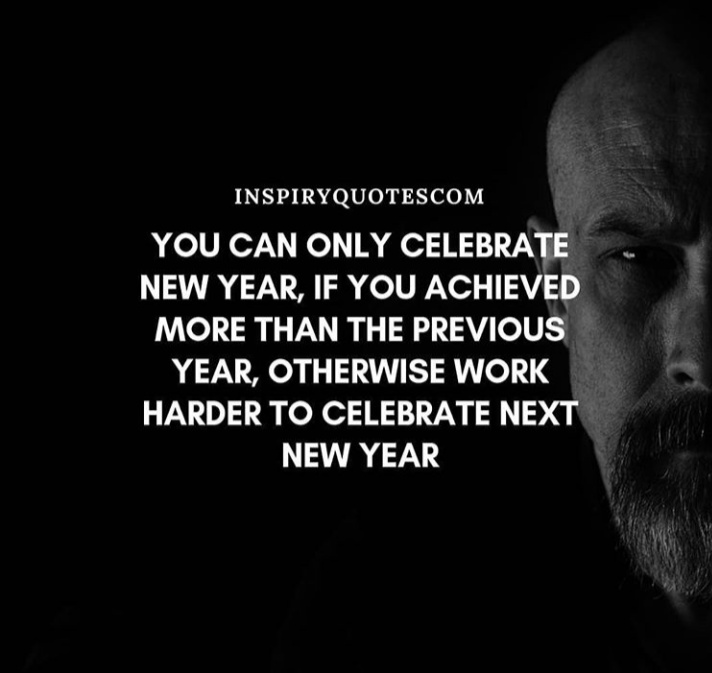 INSPIRYQUOTESCOM
YOU CAN ONLY CELEBRATE
NEW YEAR, IF YOU ACHIEVED
MORE THAN THE PREVIOUS
YEAR, OTHERWISE WORK
HARDER TO CELEBRATE NEXT
NEW YEAR